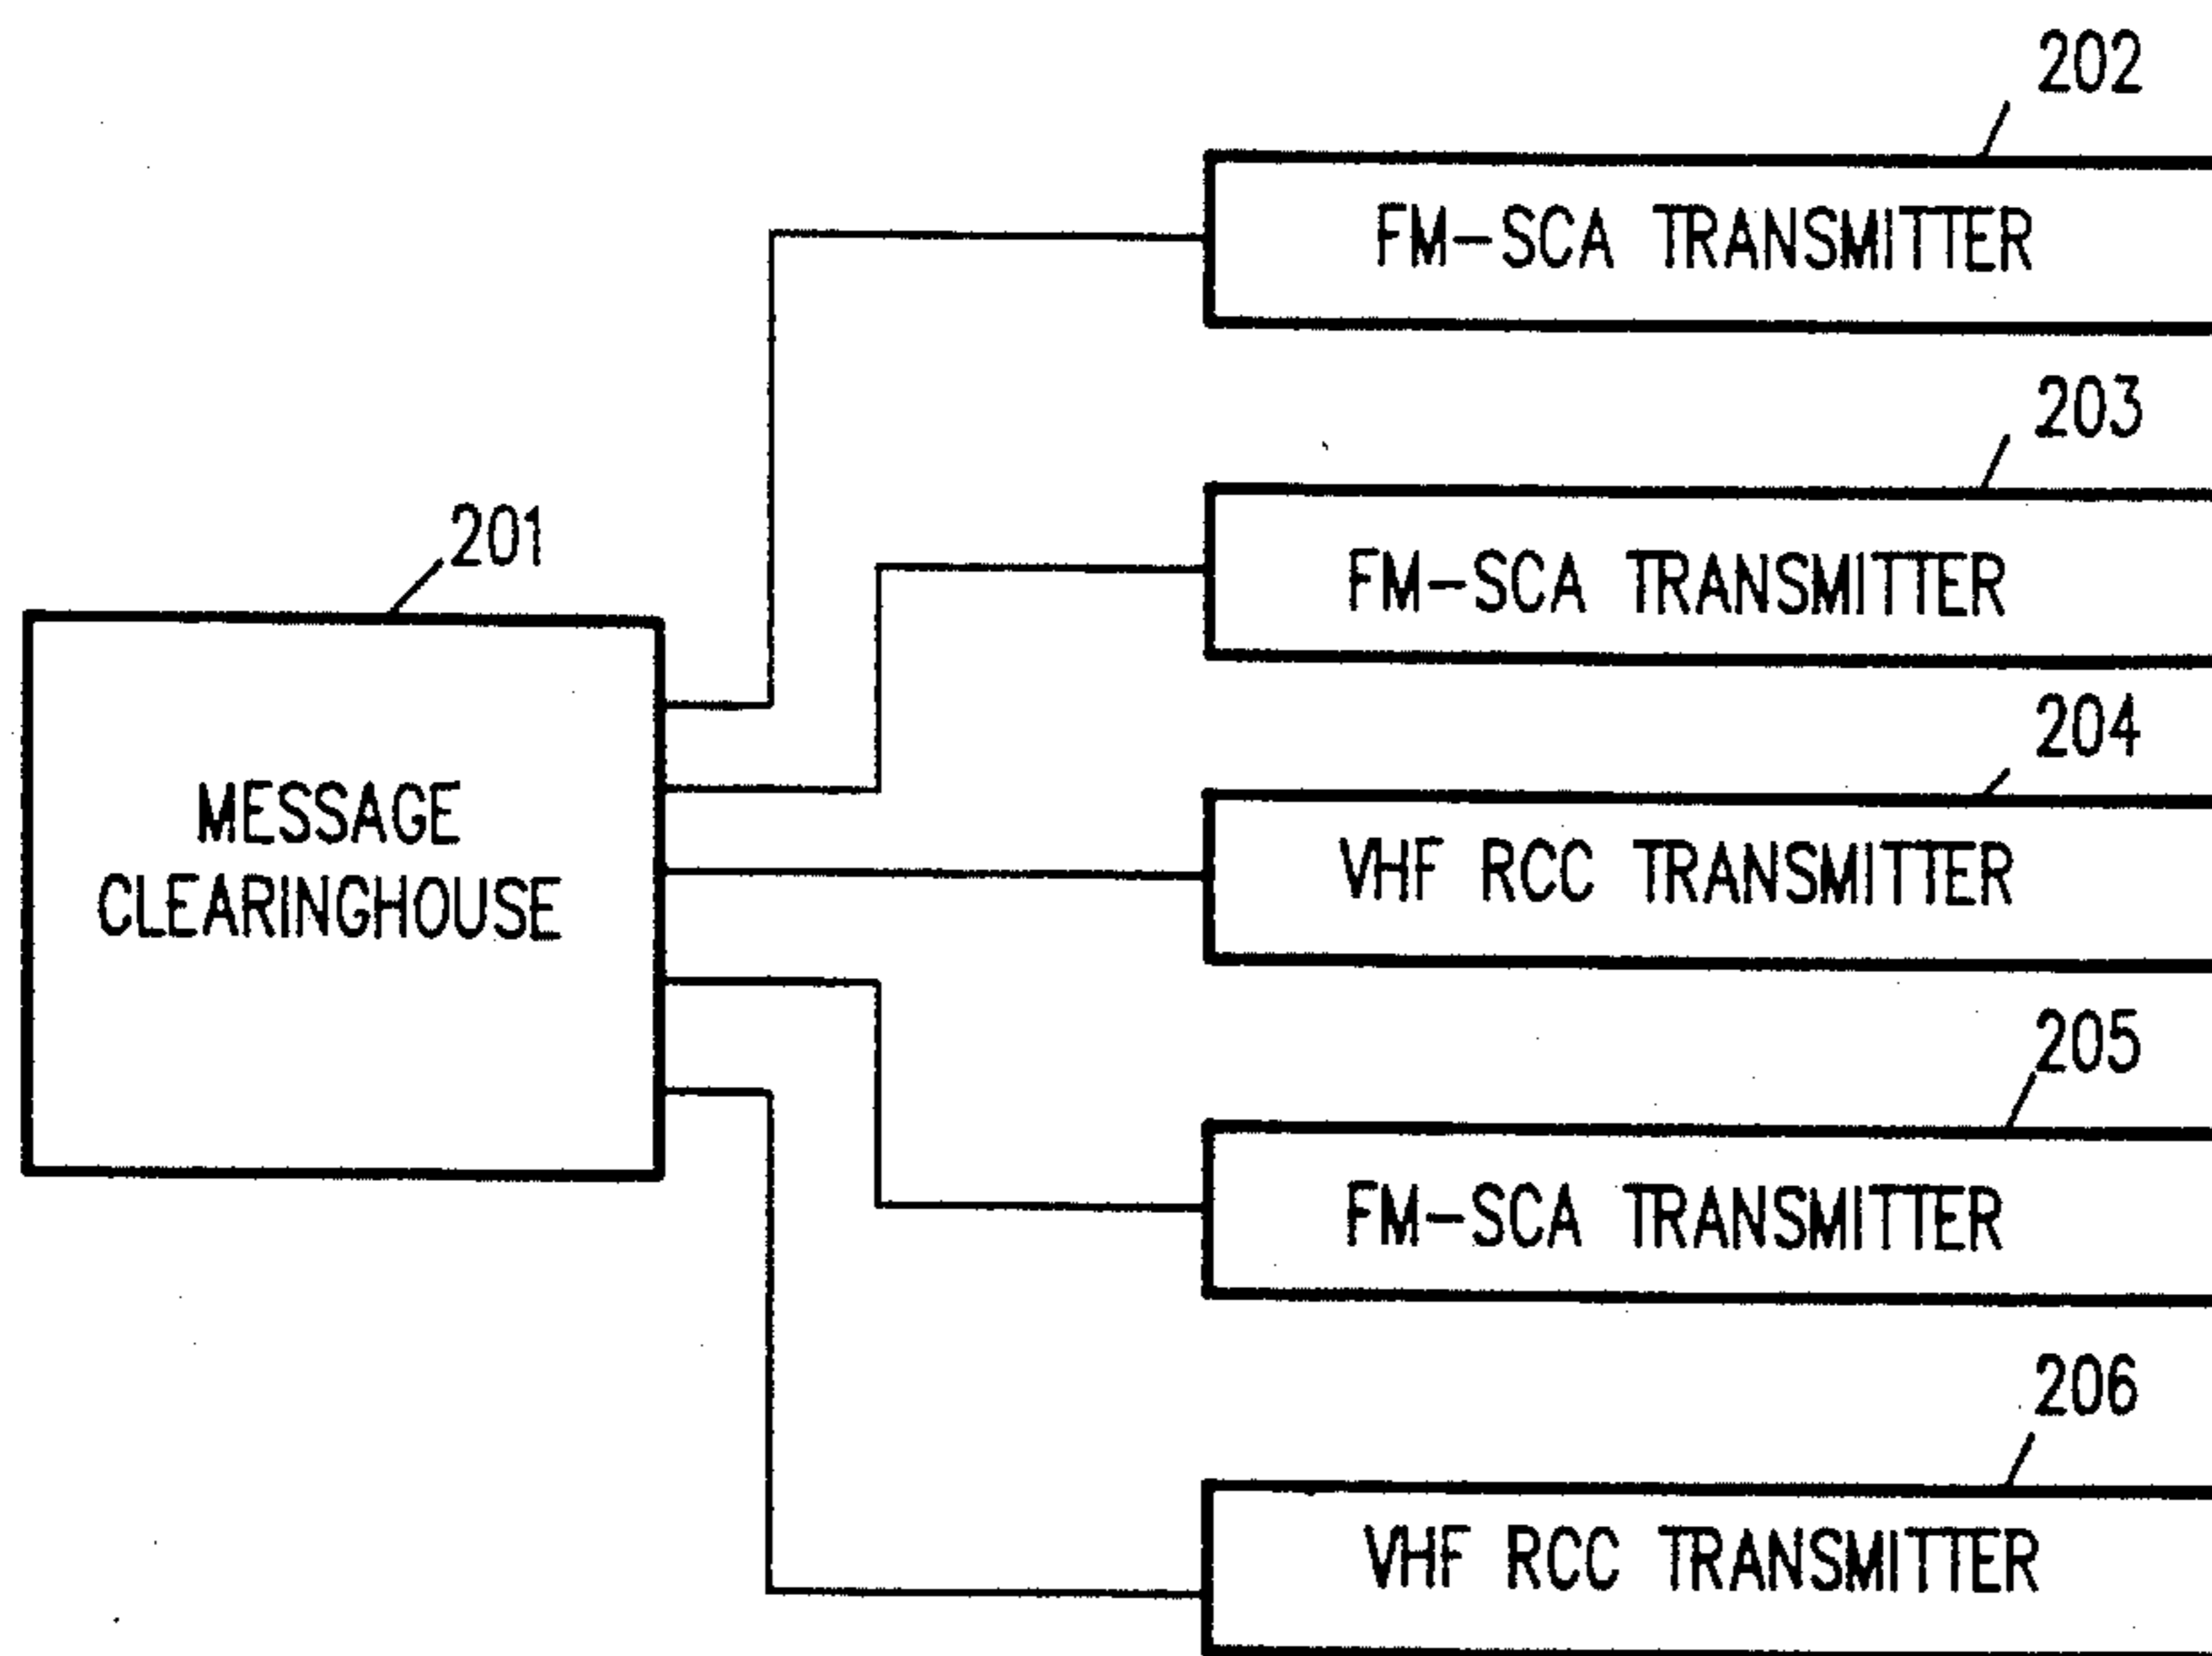 202
FM-SCA TRANSMITTER
203
FM-SCA TRANSMITTER
201
204
MESSAGE
CLEARINGHOUSE
VHF RCC TRANSMITTER
205
FM-SCA TRANSMITTER
206
VHF RCC TRANSMITTER